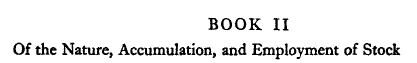 BOOK II
Of the Nature, Accumulation, and Employment of Stock